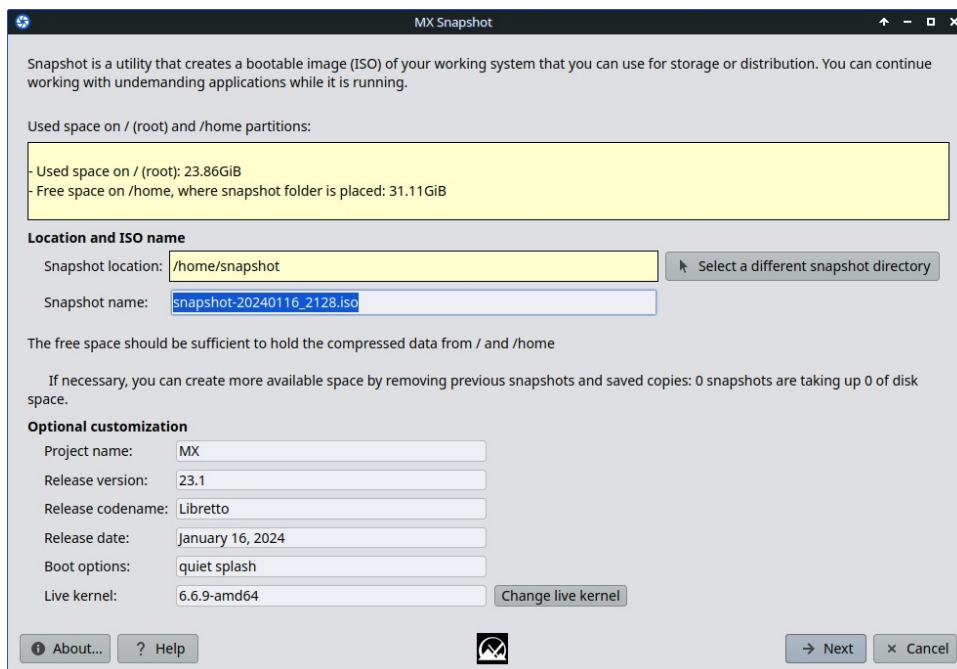 MX Snapshot
Snapshot is a utility that creates a bootable image (ISO) of your working system that you can use for storage or distribution. You can continue
working with undemanding applications while it is running.
Used space on / (root) and /home partitions:
- Used space on / (root): 23.86GiB
- Free space on /home, where snapshot folder is placed: 31.11GiB
Location and ISO name
Snapshot location: /home/snapshot Select a different snapshot directory
Snapshot name: snapshot-20240116_2128.iso
The free space should be sufficient to hold the compressed data from / and /home
If necessary, you can create more available space by removing previous snapshots and saved copies: 0 snapshots are taking up 0 of disk
space.
Optional customization
Project name: MX
Release version: 23.1
Release codename: Libretto
Release date: January 16, 2024
Boot options: quiet splash
Live kernel: 6.6.9-amd64 Change live kernel
About... ? Help Next Cancel